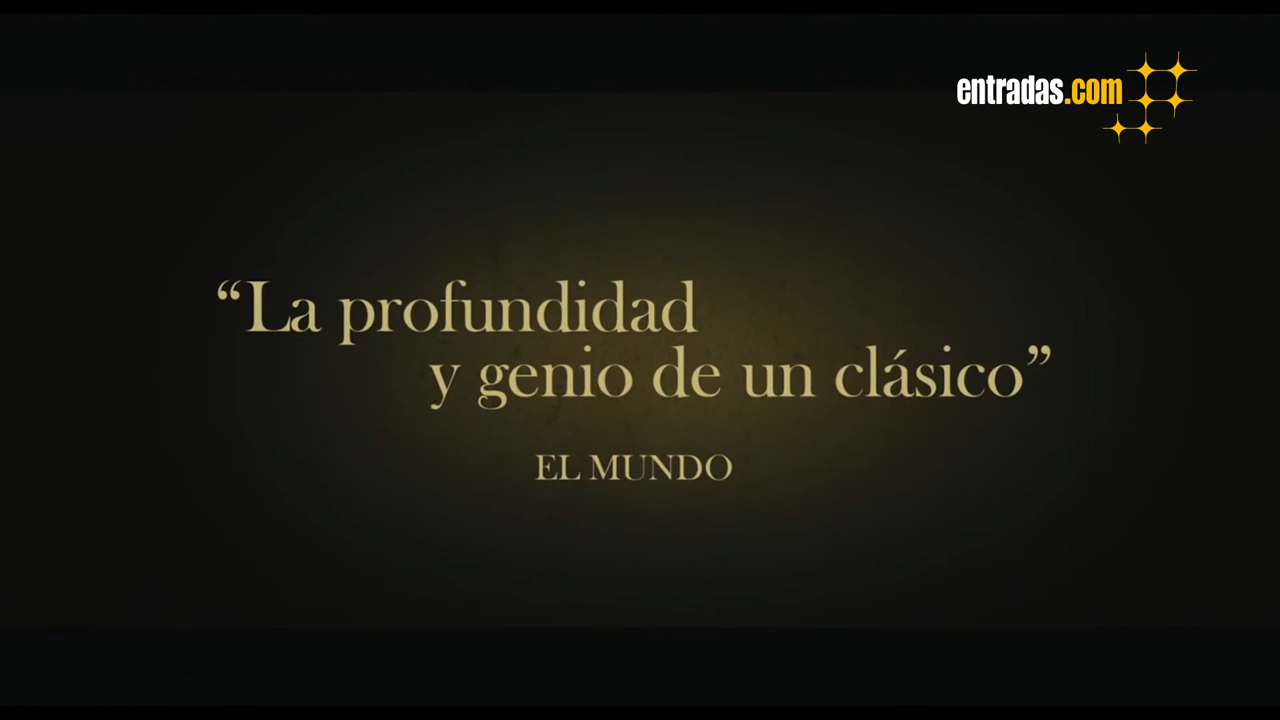 entradas.com
“La profundidad
y genio de un clásico”
EL MUNDO